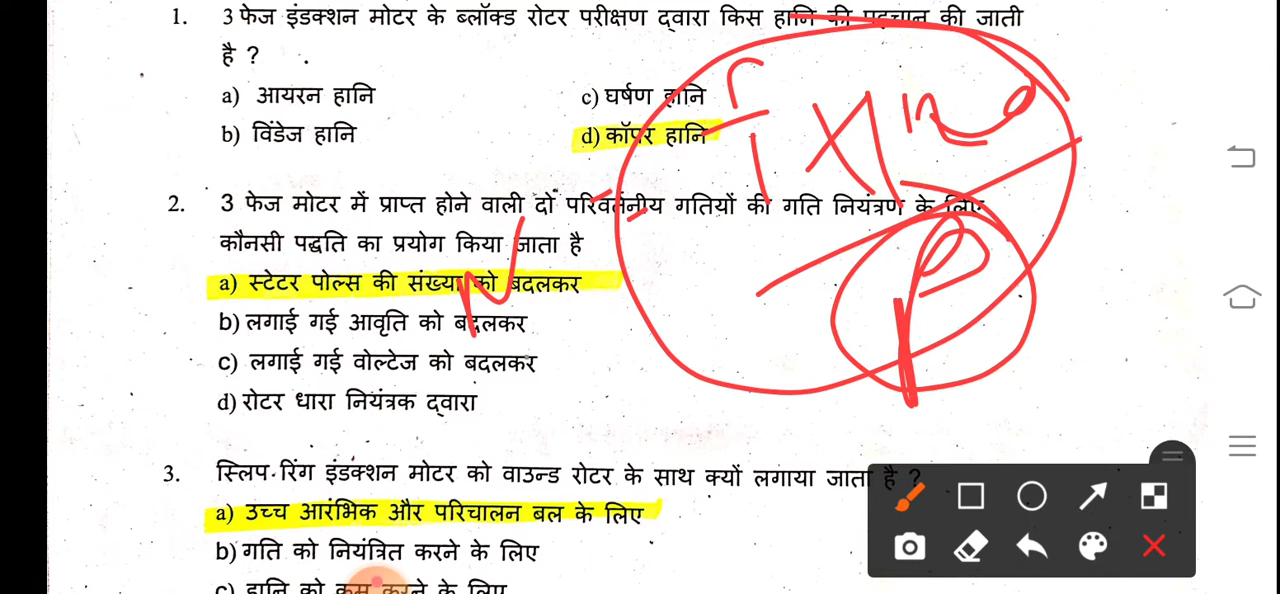 1. 3 फेज इंडक्शन मोटर के ब्लॉक्ड रोटर परीक्षण द्वारा किस हानि की पहचान की जाती
है ?
a) आयरन हानि
c) घर्षण हानि
b) विंडेज हानि
d) कॉपर हानि
2. 3 फेज मोटर में प्राप्त होने वाली दो परिवर्तनीय गतियों की गति नियंत्रण के लिए
कौनसी पद्धति का प्रयोग किया जाता है
a) स्टेटर पोल्स की संख्या को बदलकर
b) लगाई गई आवृति को बदलकर
c) लगाई गई वोल्टेज को बदलकर
d) रोटर धारा नियंत्रक द्वारा
3. स्लिप रिंग इंडक्शन मोटर को वाउन्ड रोटर के साथ क्यों लगाया जाता है ?
a) उच्च आरंभिक और परिचालन बल के लिए
b) गति को नियंत्रित करने के लिए
c) हानि को कम करने के लिए
N
P